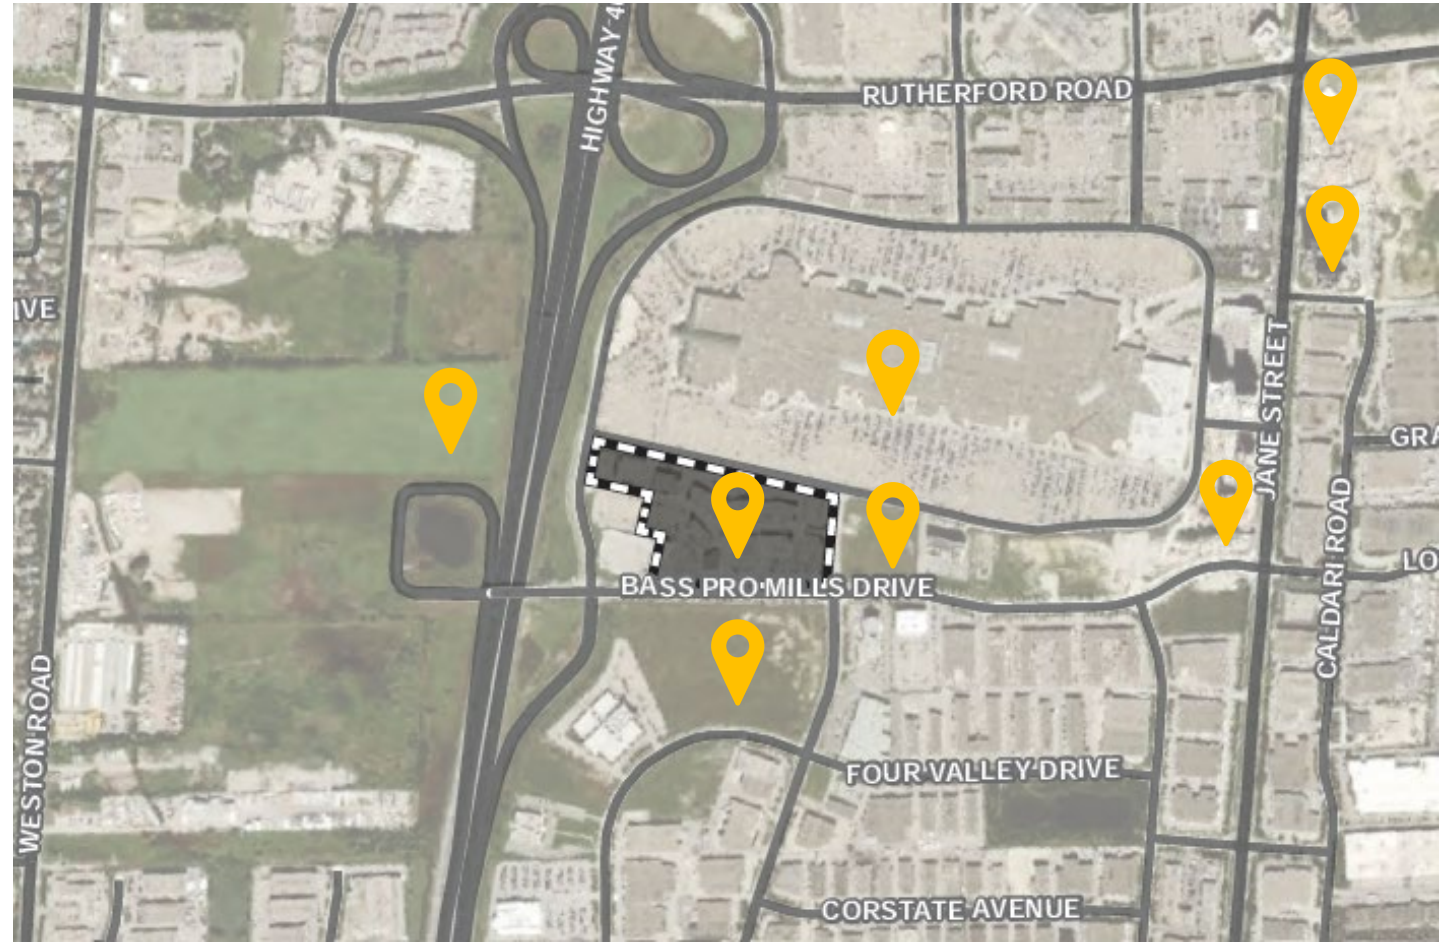 HIGHWAY 4
RUTHERFORD ROAD
IVE
JANE STREET
GRA
CALDARI ROAD
LO
BASS PRO MILLS DRIVE
WESTON ROAD
FOUR VALLEY DRIVE
CORSTATE AVENUE